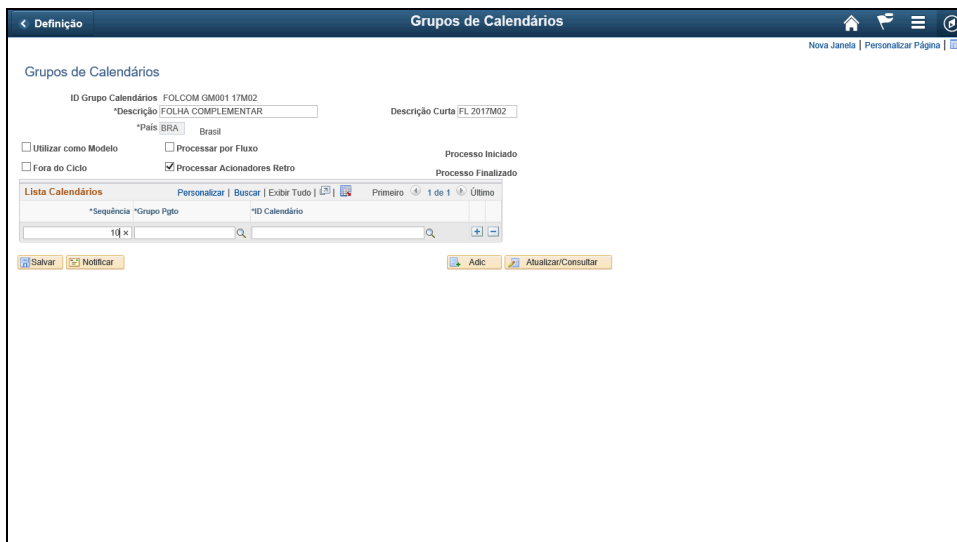 Definição
Grupos de Calendários
Nova Janela | Personalizar Página |
Grupos de Calendários
ID Grupo Calendários FOLCOM GM001 17M02
*Descrição FOLHA COMPLEMENTAR Descrição Curta FL 2017M02
*País BRA Brasil
Utilizar como Modelo Processar por Fluxo Processo Iniciado
Fora do Ciclo Processar Acionadores Retro Processo Finalizado
Lista Calendários Personalizar | Buscar | Exibir Tudo | | Primeiro 1 de 1 Último
*Sequência *Grupo Pgto *ID Calendário
10
Salvar Notificar Adic Atualizar/Consultar